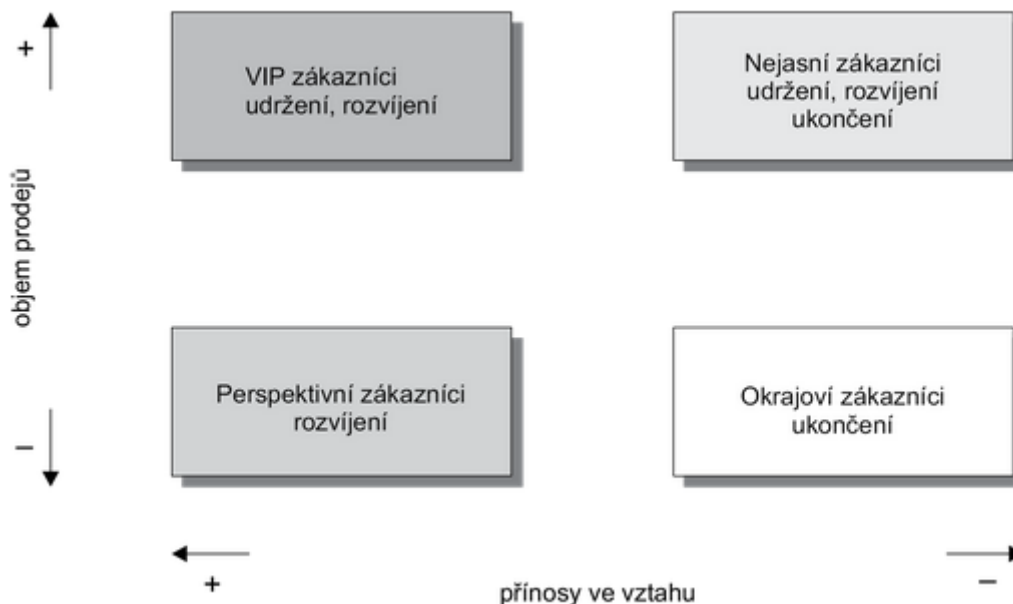 +
VIP zákazníci
udržení, rozvíjení
Nejasní zákazníci
udržení, rozvíjení
ukončení
objem prodejů
Perspektivní zákazníci
rozvíjení
Okrajoví zákazníci
ukončení
–
+
–
přínosy ve vztahu